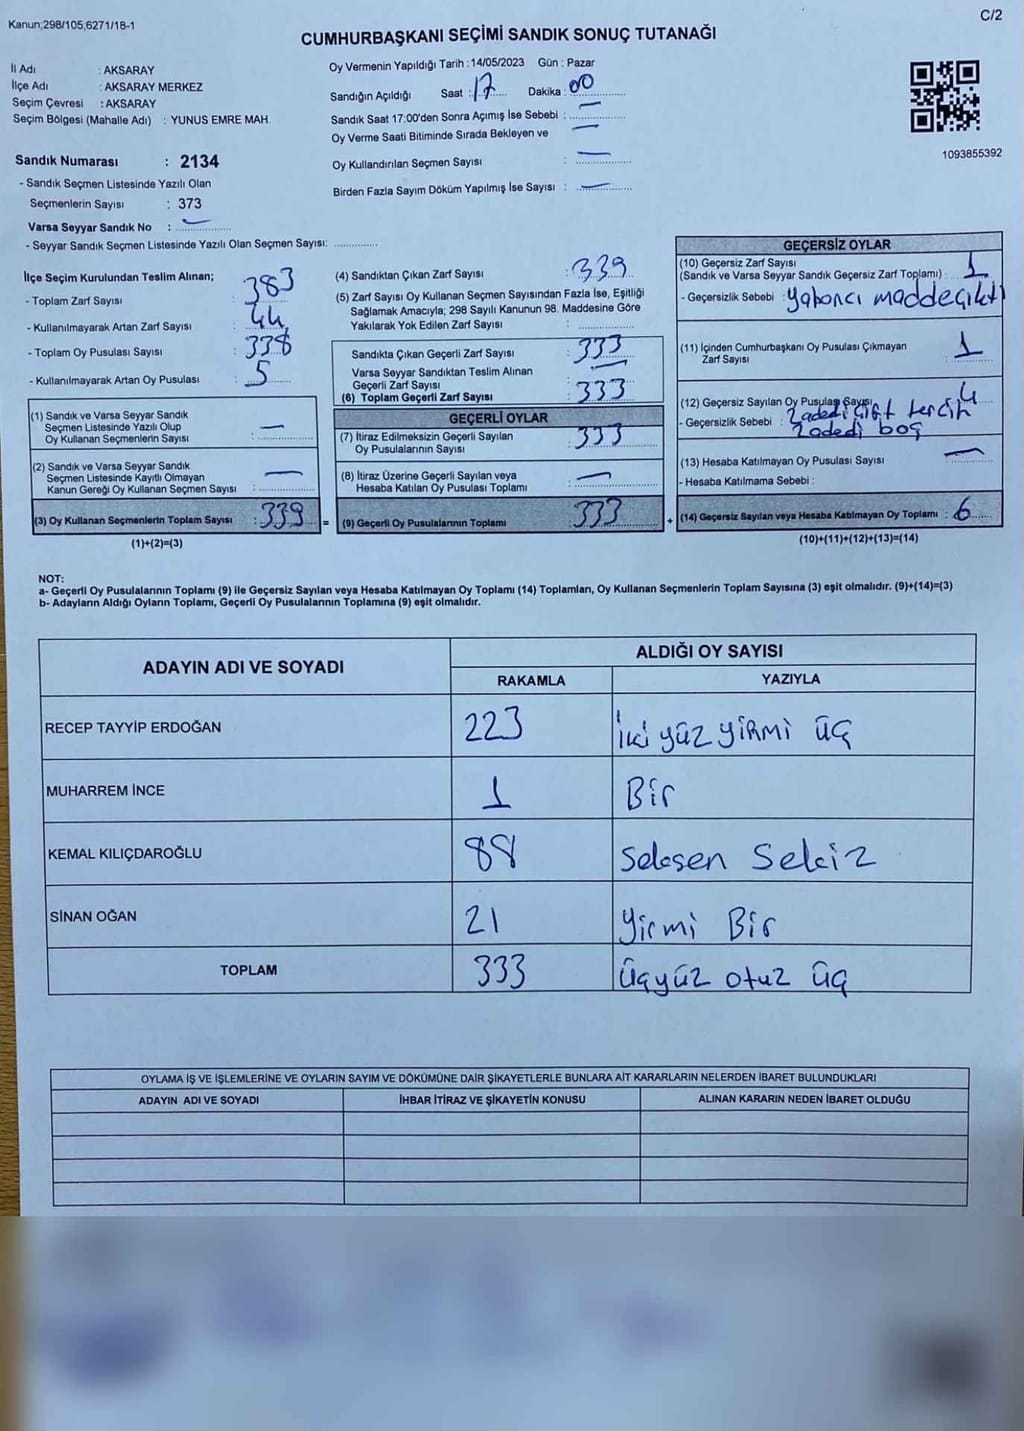 Kanun;298/105,6271/18-1
C/2
CUMHURBAŞKANI SEÇİMİ SANDIK SONUÇ TUTANAĞI
İl Adı : AKSARAY
İlçe Adı : AKSARAY MERKEZ
Seçim Çevresi : AKSARAY
Seçim Bölgesi (Mahalle Adı) : YUNUS EMRE MAH.
Sandık Numarası : 2134
- Sandık Seçmen Listesinde Yazılı Olan
Seçmenlerin Sayısı : 373
Varsa Seyyar Sandık No : —
- Seyyar Sandık Seçmen Listesinde Yazılı Olan Seçmen Sayısı: ............
Oy Vermenin Yapıldığı Tarih :14/05/2023 Gün : Pazar
Sandığın Açıldığı Saat : 17 Dakika : 00
Sandık Saat 17:00'den Sonra Açımış İse Sebebi : —
Oy Verme Saati Bitiminde Sırada Bekleyen ve —
Oy Kullandırılan Seçmen Sayısı : —
Birden Fazla Sayım Döküm Yapılmış İse Sayısı : —
1093855392
İlçe Seçim Kurulundan Teslim Alınan;
- Toplam Zarf Sayısı : 383
- Kullanılmayarak Artan Zarf Sayısı : 44
- Toplam Oy Pusulası Sayısı : 338
- Kullanılmayarak Artan Oy Pusulası : 5
(1) Sandık ve Varsa Seyyar Sandık
Seçmen Listesinde Yazılı Olup
Oy Kullanan Seçmenlerin Sayısı : —
(2) Sandık ve Varsa Seyyar Sandık
Seçmen Listesinde Kayıtlı Olmayan
Kanun Gereği Oy Kullanan Seçmen Sayısı : —
(3) Oy Kullanan Seçmenlerin Toplam Sayısı : 339
(1)+(2)=(3)
(4) Sandıktan Çıkan Zarf Sayısı : 339
(5) Zarf Sayısı Oy Kullanan Seçmen Sayısından Fazla İse, Eşitliği
Sağlamak Amacıyla; 298 Sayılı Kanunun 98. Maddesine Göre
Yakılarak Yok Edilen Zarf Sayısı : ............
Sandıkta Çıkan Geçerli Zarf Sayısı : 333
Varsa Seyyar Sandıktan Teslim Alınan
Geçerli Zarf Sayısı : —
(6) Toplam Geçerli Zarf Sayısı : 333
GEÇERLİ OYLAR
(7) İtiraz Edilmeksizin Geçerli Sayılan
Oy Pusulalarının Sayısı : 333
(8) İtiraz Üzerine Geçerli Sayılan veya
Hesaba Katılan Oy Pusulası Toplamı : —
= (9) Geçerli Oy Pusulalarının Toplamı : 333
GEÇERSİZ OYLAR
(10) Geçersiz Zarf Sayısı
(Sandık ve Varsa Seyyar Sandık Geçersiz Zarf Toplamı) : 1
- Geçersizlik Sebebi : Yabancı madde çıktı
(11) İçinden Cumhurbaşkanı Oy Pusulası Çıkmayan
Zarf Sayısı : 1
(12) Geçersiz Sayılan Oy Pusulası Sayısı : 4
- Geçersizlik Sebebi : 2 adedi çift tercih
2 adedi boş
(13) Hesaba Katılmayan Oy Pusulası Sayısı : —
- Hesaba Katılmama Sebebi :
+ (14) Geçersiz Sayılan veya Hesaba Katılmayan Oy Toplamı : 6
(10)+(11)+(12)+(13)=(14)
NOT:
a- Geçerli Oy Pusulalarının Toplamı (9) ile Geçersiz Sayılan veya Hesaba Katılmayan Oy Toplamı (14) Toplamları, Oy Kullanan Seçmenlerin Toplam Sayısına (3) eşit olmalıdır. (9)+(14)=(3)
b- Adayların Aldığı Oyların Toplamı, Geçerli Oy Pusulalarının Toplamına (9) eşit olmalıdır.
ADAYIN ADI VE SOYADI
ALDIĞI OY SAYISI
RAKAMLA YAZIYLA
RECEP TAYYİP ERDOĞAN 223 İki yüz yirmi üç
MUHARREM İNCE 1 Bir
KEMAL KILIÇDAROĞLU 88 Seksen Sekiz
SİNAN OĞAN 21 Yirmi Bir
TOPLAM 333 Üçyüz otuz üç
OYLAMA İŞ VE İŞLEMLERİNE VE OYLARIN SAYIM VE DÖKÜMÜNE DAİR ŞİKAYETLERLE BUNLARA AİT KARARLARIN NELERDEN İBARET BULUNDUKLARI
ADAYIN ADI VE SOYADI İHBAR İTİRAZ VE ŞİKAYETİN KONUSU ALINAN KARARIN NEDEN İBARET OLDUĞU